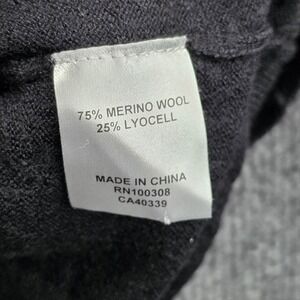 75% MERINO WOOL
25% LYOCELL
MADE IN CHINA
RN100308
CA40339